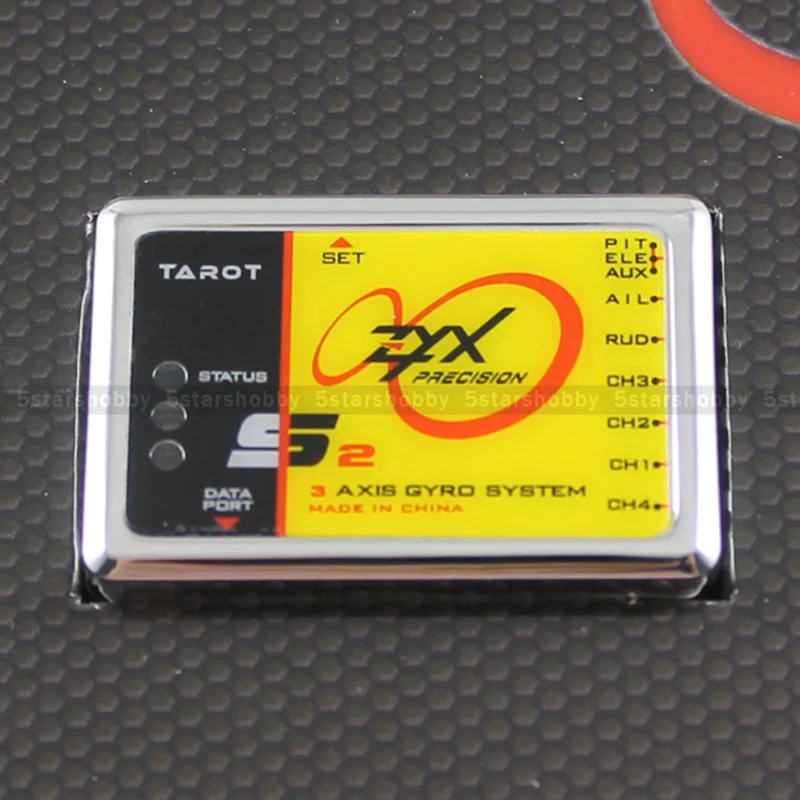 TAROT
SET
PIT
ELE
AUX
AIL
RUD
ZYX
PRECISION
STATUS
CH3
5starshobby 5starshobby 5starshobby 5starshobby 5starshobby 5starshobby
CH2
S2
CH1
DATA
PORT
3 AXIS GYRO SYSTEM
MADE IN CHINA
CH4